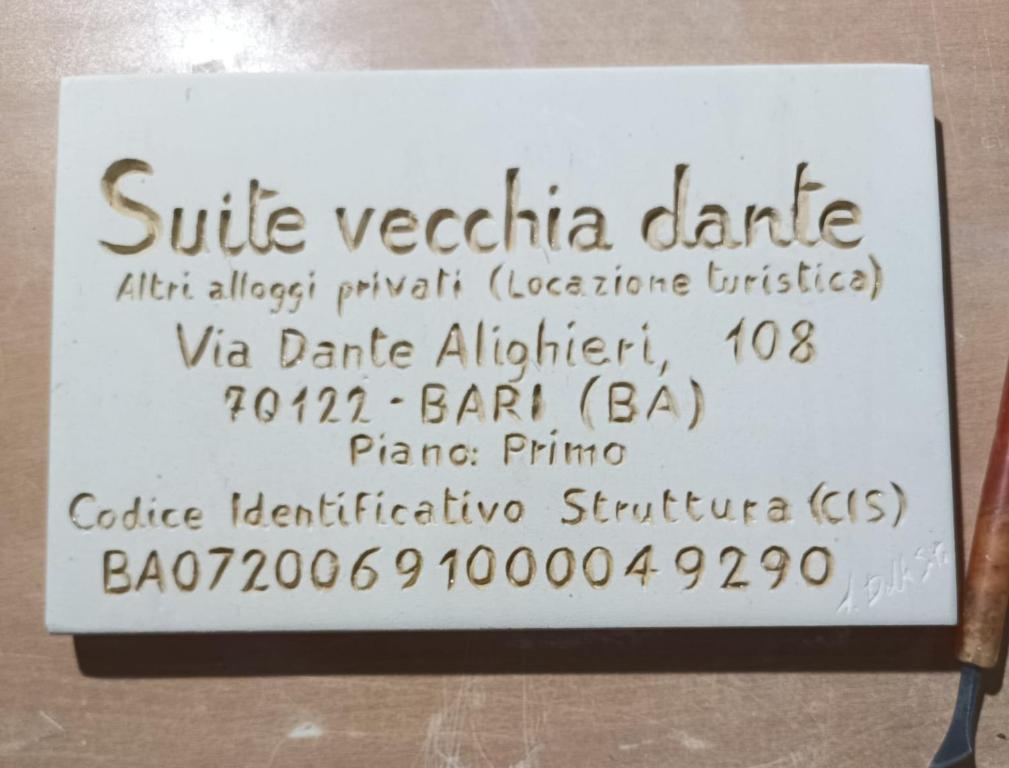 Suite vecchia dante
Altri alloggi privati (Locazione turistica)
Via Dante Alighieri, 108
70122 - BARI (BA)
Piano: Primo
Codice Identificativo Struttura (CIS)
BA07200691000049290